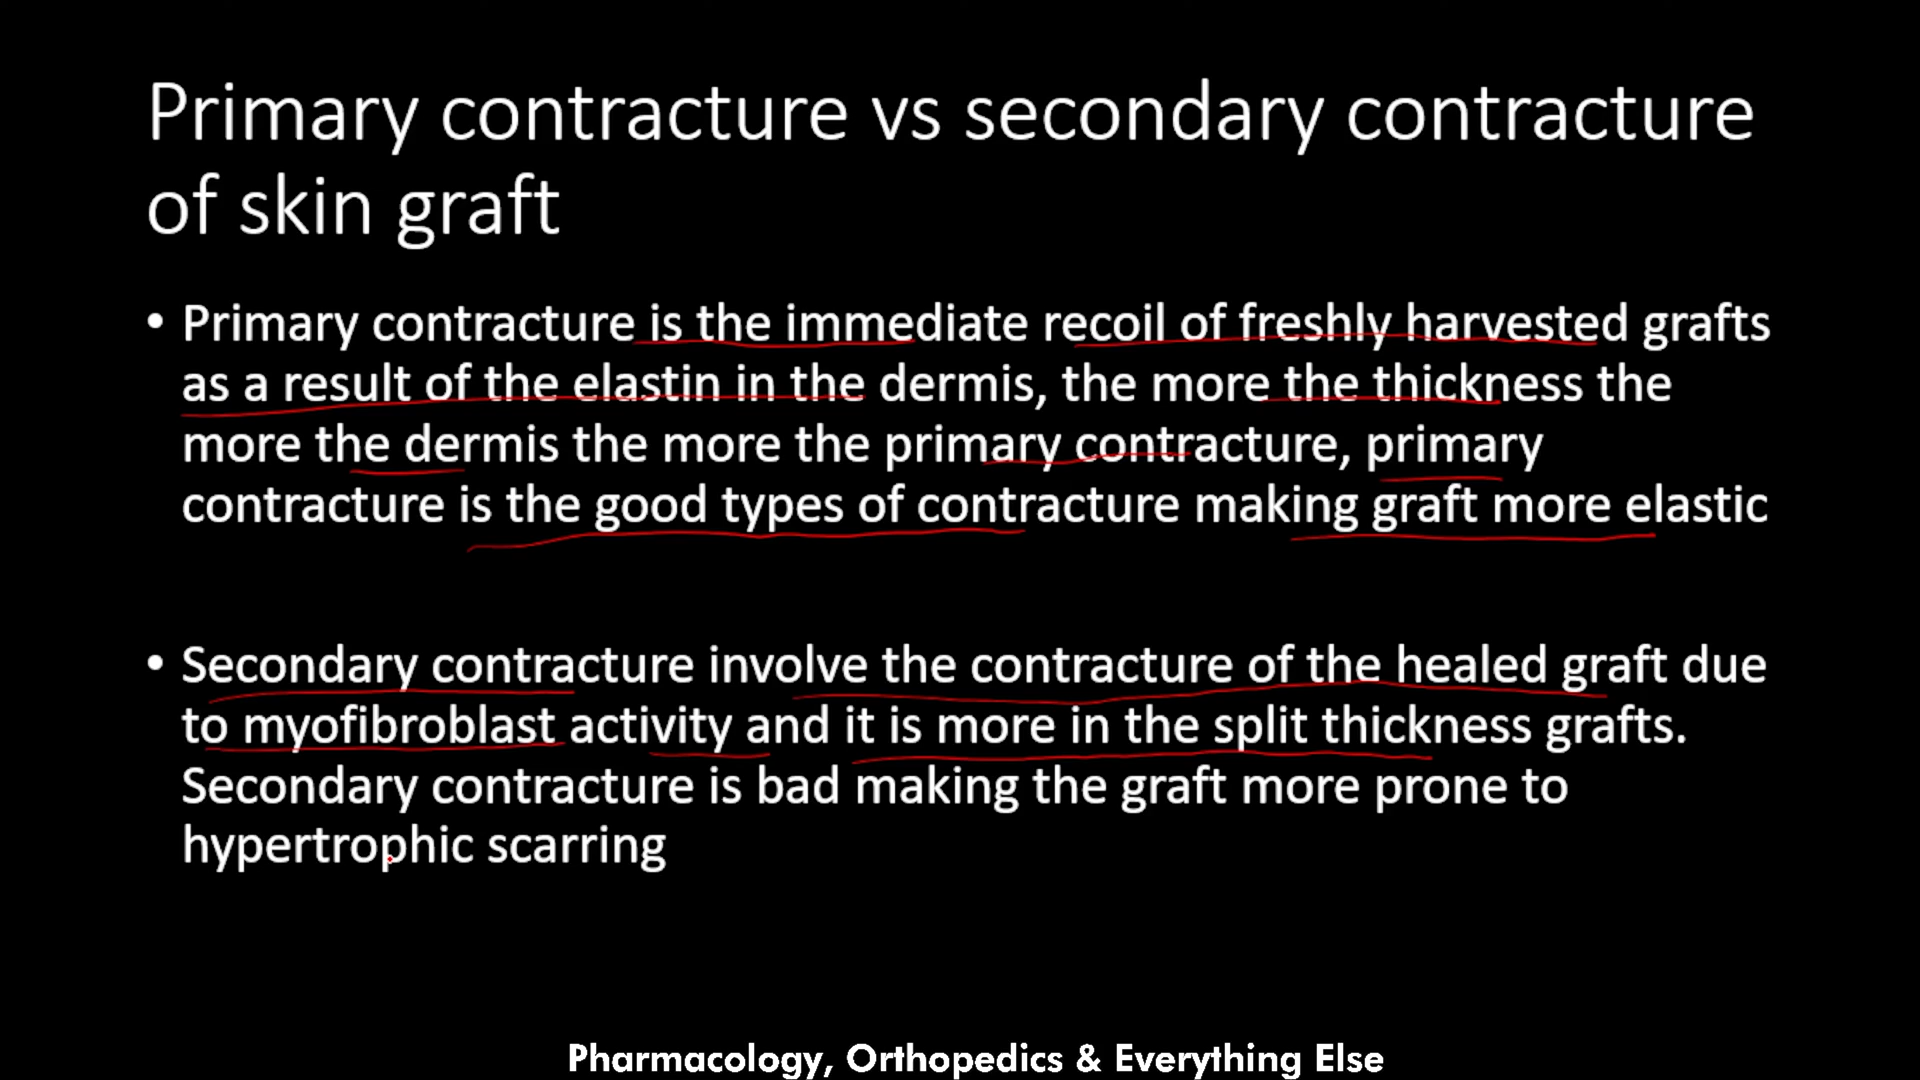 Primary contracture vs secondary contracture
of skin graft
• Primary contracture is the immediate recoil of freshly harvested grafts
as a result of the elastin in the dermis, the more the thickness the
more the dermis the more the primary contracture, primary
contracture is the good types of contracture making graft more elastic
• Secondary contracture involve the contracture of the healed graft due
to myofibroblast activity and it is more in the split thickness grafts.
Secondary contracture is bad making the graft more prone to
hypertrophic scarring
Pharmacology, Orthopedics & Everything Else